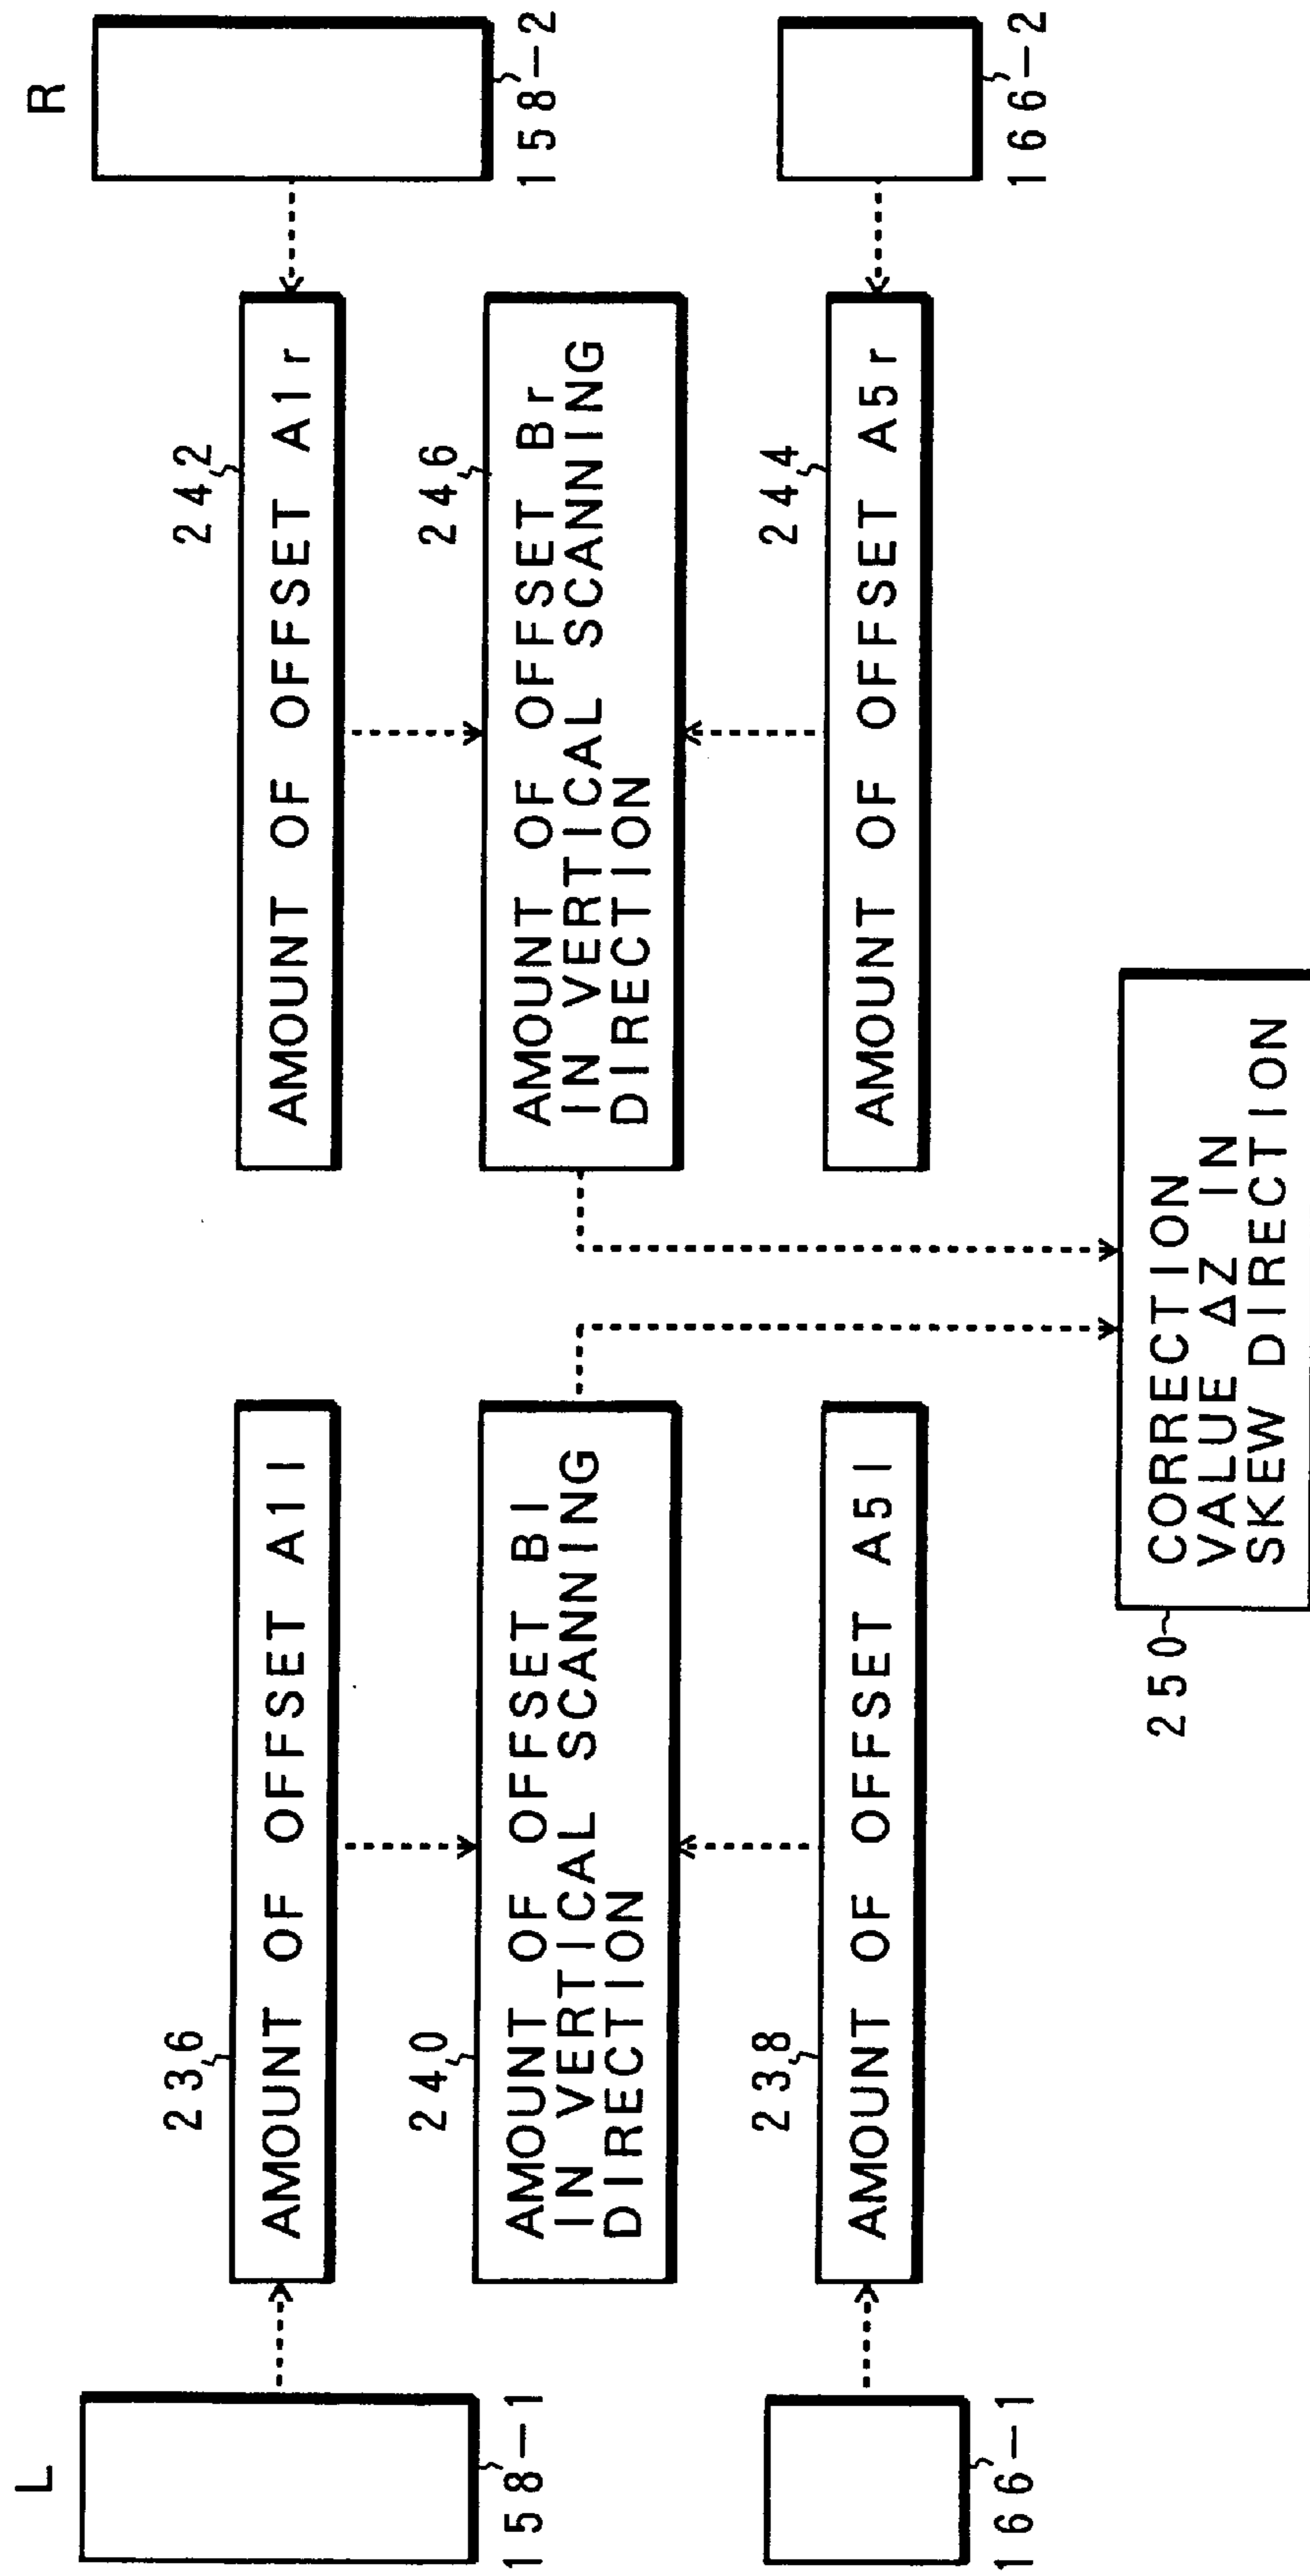 L
R
158-1
158-2
166-1
166-2
236
AMOUNT OF OFFSET A1l
240
AMOUNT OF OFFSET Bl
IN VERTICAL SCANNING
DIRECTION
238
AMOUNT OF OFFSET A5l
242
AMOUNT OF OFFSET A1r
246
AMOUNT OF OFFSET Br
IN VERTICAL SCANNING
DIRECTION
244
AMOUNT OF OFFSET A5r
250
CORRECTION
VALUE ΔZ IN
SKEW DIRECTION